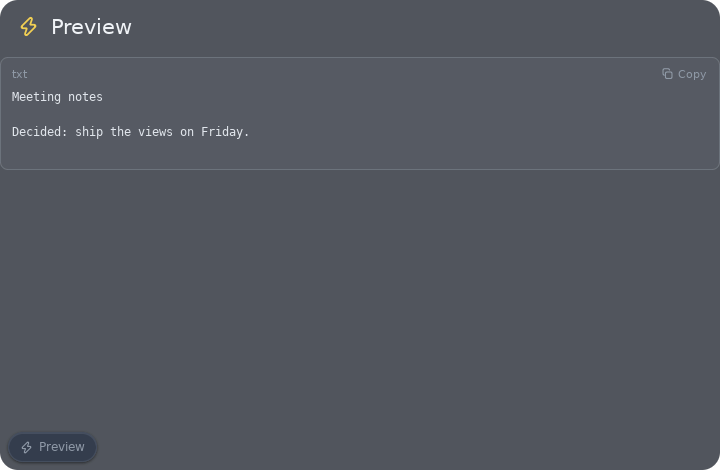 Preview
txt
Copy
Meeting notes
Decided: ship the views on Friday.
Preview